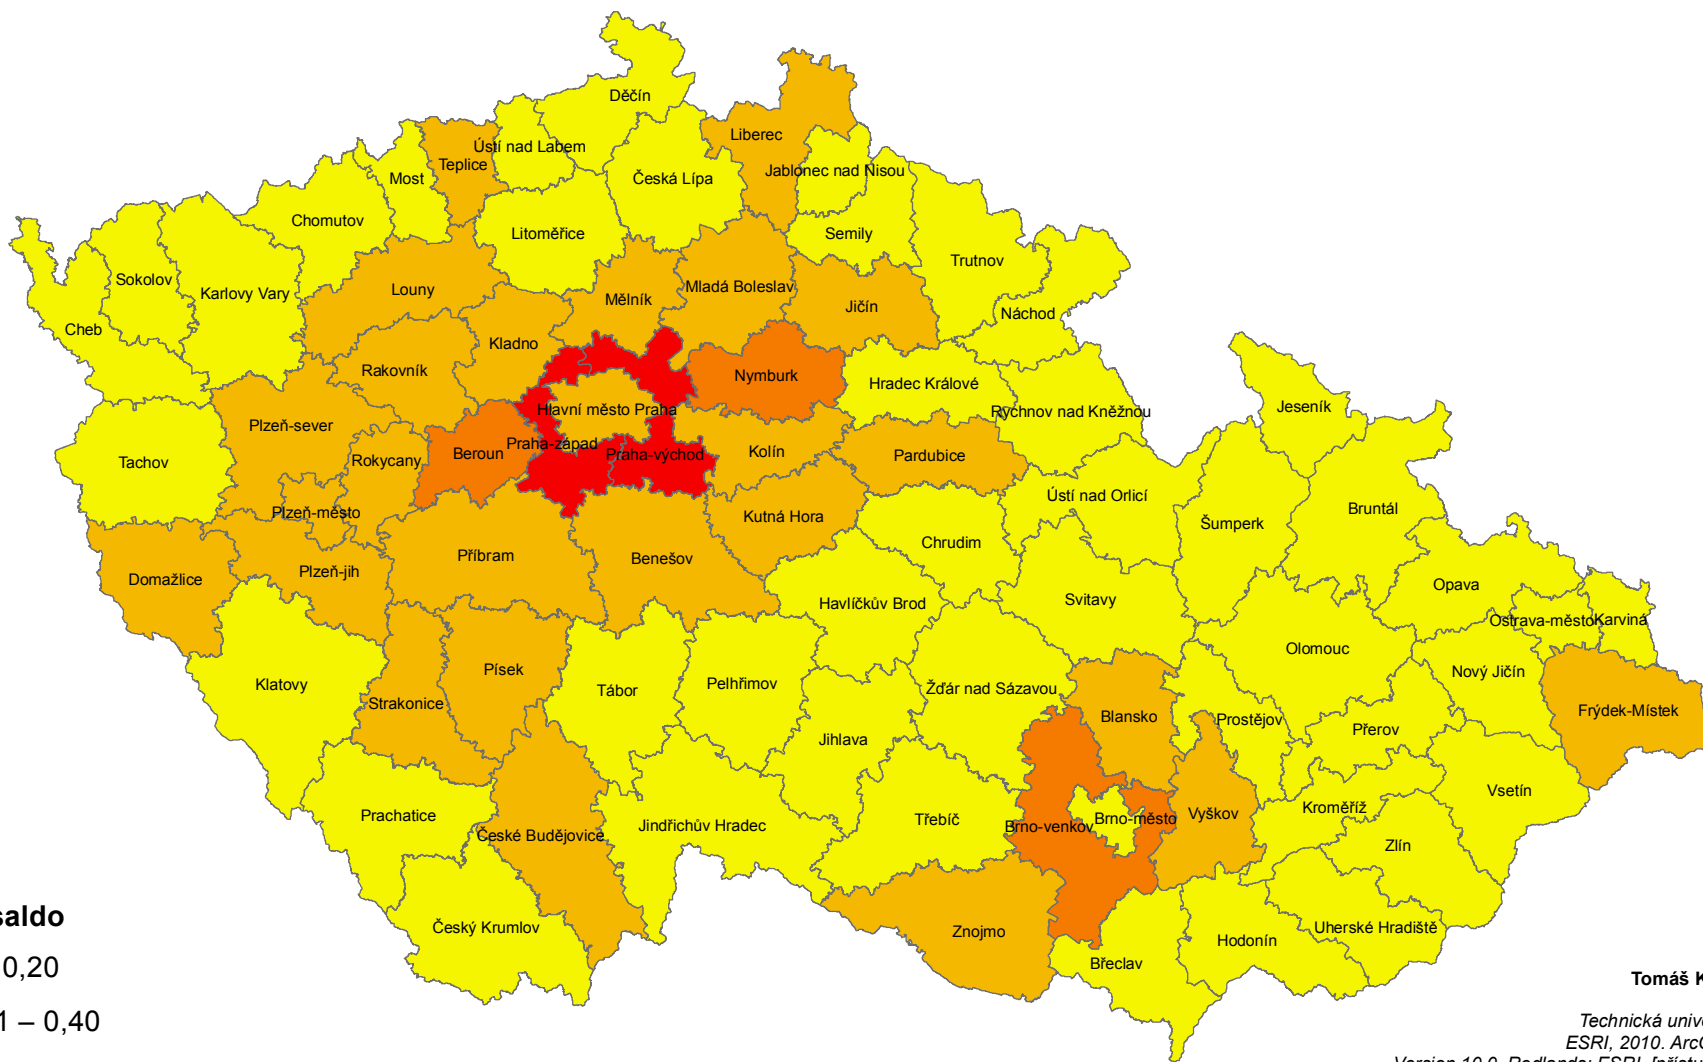 Děčín
Liberec
Ústí nad Labem
Teplice
Jablonec nad Nisou
Most
Česká Lípa
Chomutov
Litoměřice
Semily
Trutnov
Sokolov
Karlovy Vary
Louny
Mělník
Mladá Boleslav
Jičín
Náchod
Cheb
Kladno
Rakovník
Nymburk
Hradec Králové
Hlavní město Praha
Rychnov nad Kněžnou
Jeseník
Plzeň-sever
Praha-západ
Beroun
Praha-východ
Kolín
Pardubice
Tachov
Rokycany
Ústí nad Orlicí
Plzeň-město
Kutná Hora
Bruntál
Šumperk
Chrudim
Příbram
Benešov
Domažlice
Plzeň-jih
Opava
Havlíčkův Brod
Svitavy
Ostrava-město
Karviná
Olomouc
Písek
Nový Jičín
Klatovy
Tábor
Pelhřimov
Žďár nad Sázavou
Strakonice
Blansko
Frýdek-Místek
Prostějov
Přerov
Jihlava
Vsetín
Prachatice
Kroměříž
Vyškov
České Budějovice
Jindřichův Hradec
Třebíč
Brno-venkov
Brno-město
Zlín
Český Krumlov
Znojmo
Uherské Hradiště
Hodonín
Břeclav
saldo
0,20
1 – 0,40
Tomáš K
Technická unive
ESRI, 2010. Arc